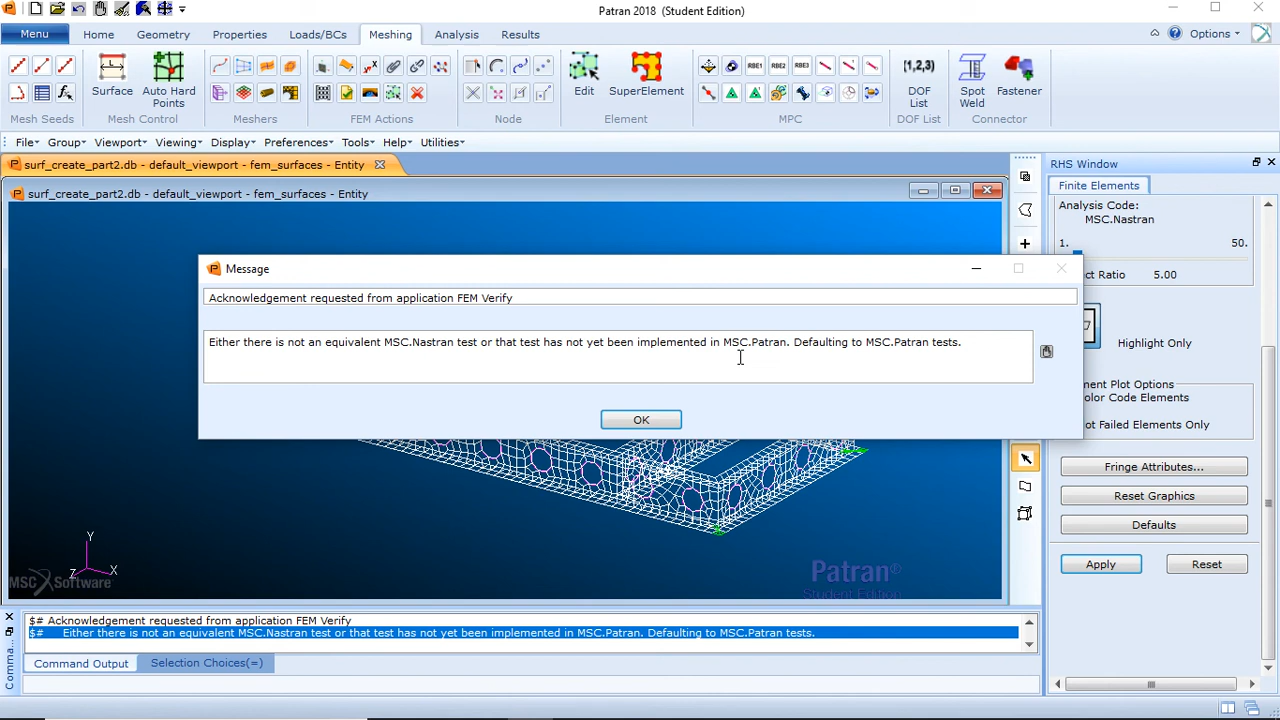 Patran 2018 (Student Edition)
Menu Home Geometry Properties Loads/BCs Meshing Analysis Results Options
Surface Auto Hard Points
Edit SuperElement
RBE1 RBE2 RBE3
[1,2,3]
DOF List
Spot Weld
Fastener
Mesh Seeds Mesh Control Meshers FEM Actions Node Element MPC DOF List Connector
File Group Viewport Viewing Display Preferences Tools Help Utilities
surf_create_part2.db - default_viewport - fem_surfaces - Entity
RHS Window
surf_create_part2.db - default_viewport - fem_surfaces - Entity
Finite Elements
Analysis Code:
MSC.Nastran
1. 50.
ct Ratio 5.00
Message
Acknowledgement requested from application FEM Verify
Either there is not an equivalent MSC.Nastran test or that test has not yet been implemented in MSC.Patran. Defaulting to MSC.Patran tests.
OK
Highlight Only
ment Plot Options
olor Code Elements
ot Failed Elements Only
Fringe Attributes...
Reset Graphics
Defaults
Apply Reset
Y
X
Z
MSC Software
Patran®
Student Edition
$# Acknowledgement requested from application FEM Verify
$# Either there is not an equivalent MSC.Nastran test or that test has not yet been implemented in MSC.Patran. Defaulting to MSC.Patran tests.
Comma...
Command Output Selection Choices(=)